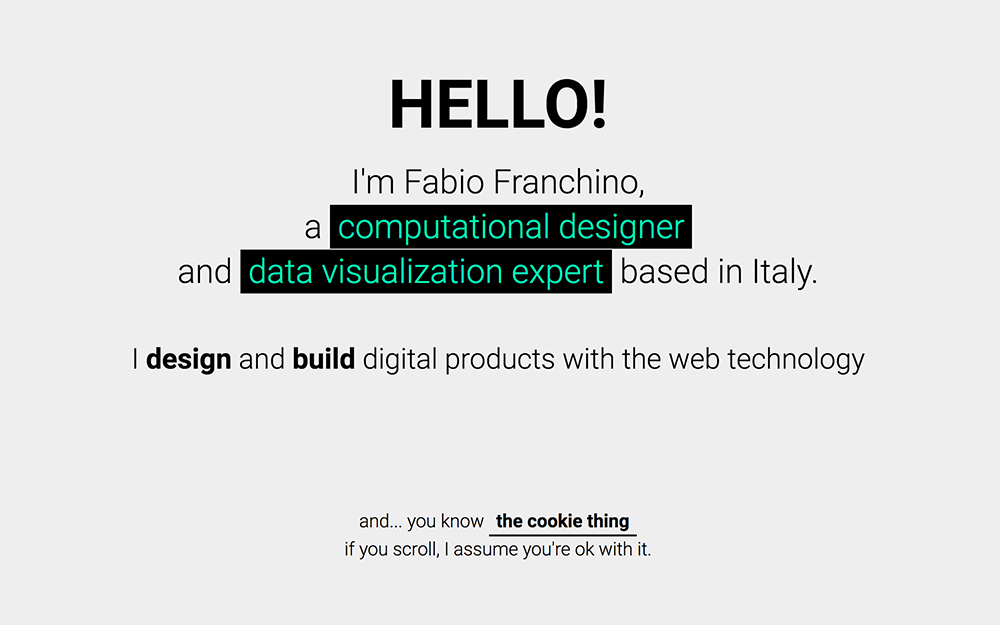 HELLO!
I'm Fabio Franchino,
a computational designer
and data visualization expert based in Italy.
I design and build digital products with the web technology
and... you know the cookie thing
if you scroll, I assume you're ok with it.